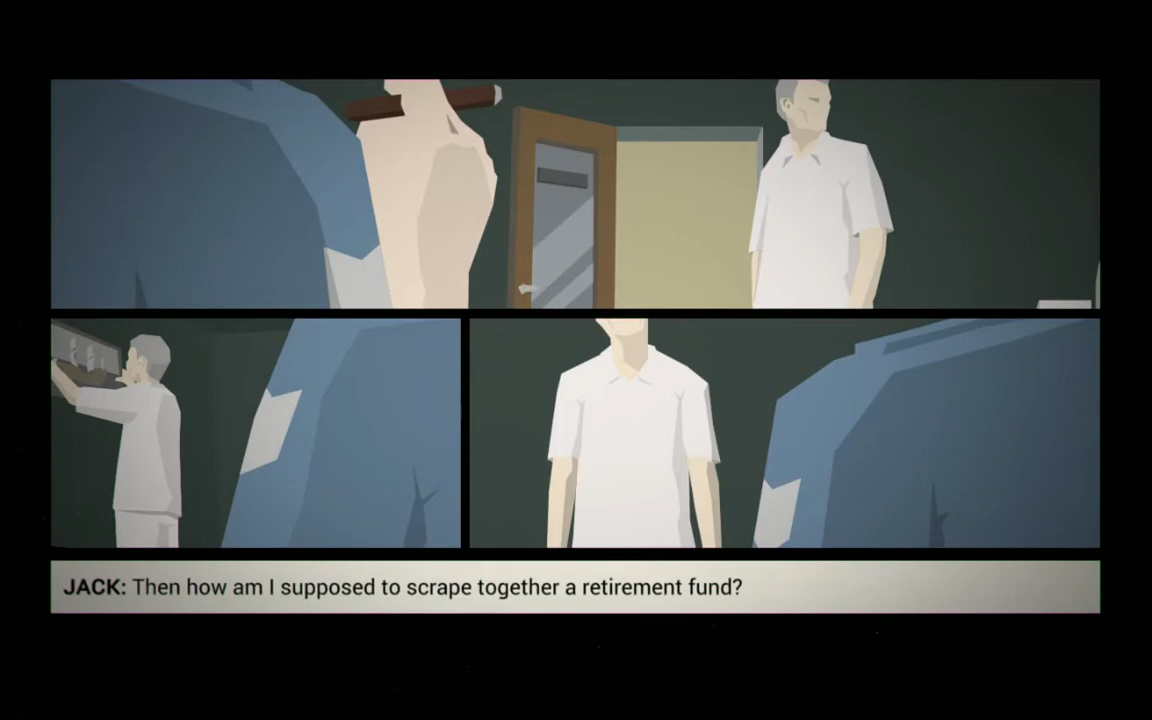 JACK: Then how am I supposed to scrape together a retirement fund?